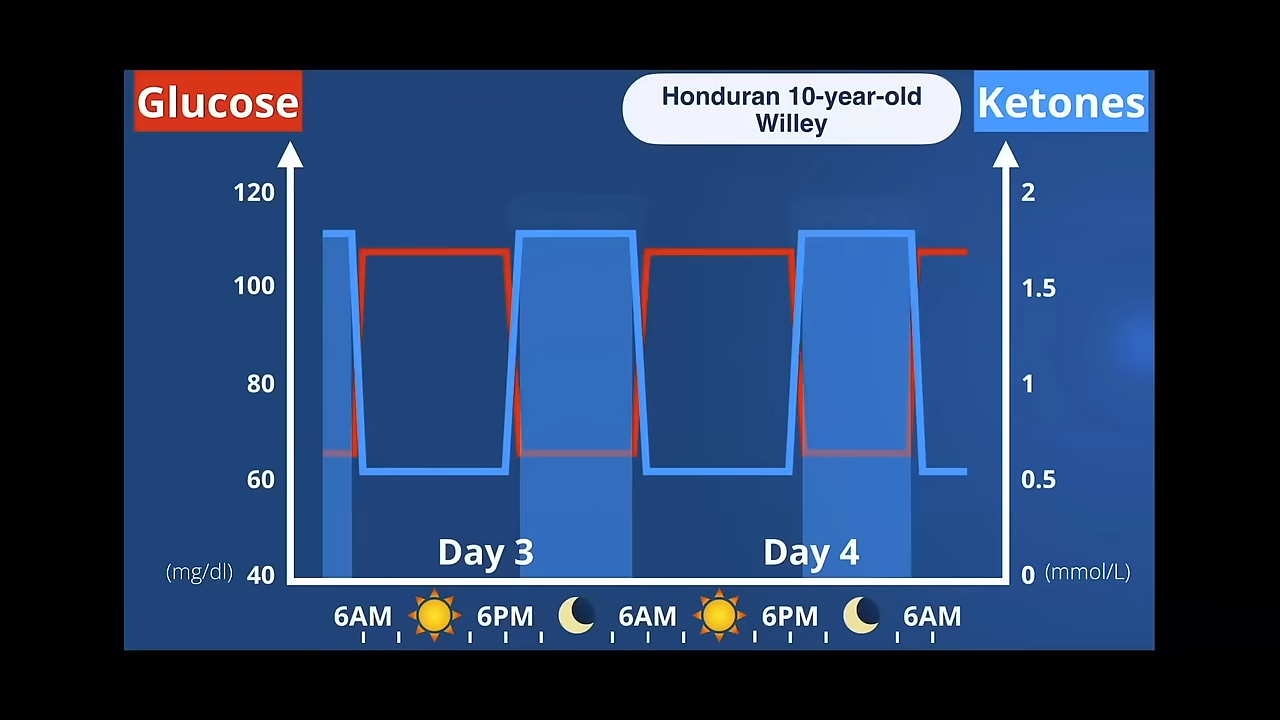 Glucose
Honduran 10-year-old
Willey
Ketones
120
100
80
60
(mg/dl) 40
2
1.5
1
0.5
0 (mmol/L)
Day 3
Day 4
6AM 6PM 6AM 6PM 6AM